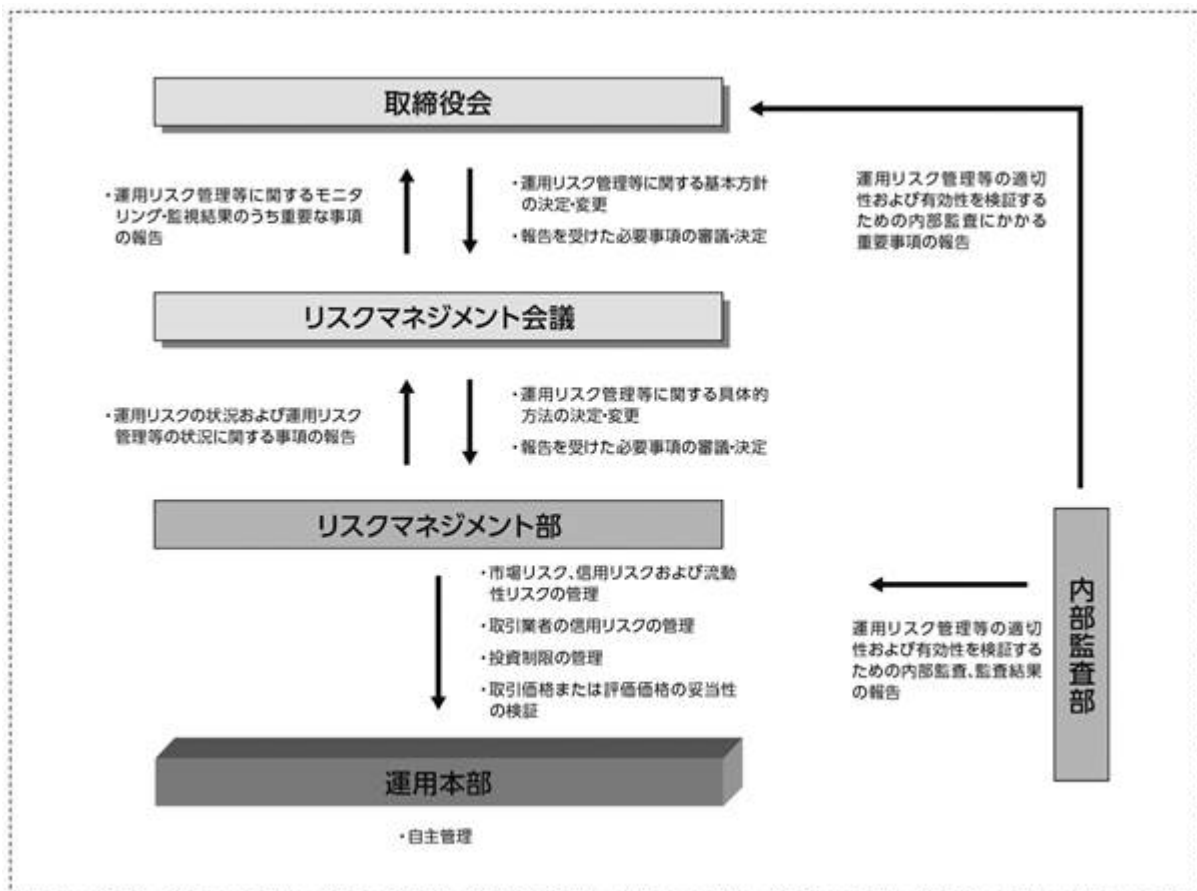 取締役会
・運用リスク管理等に関するモニタ
リング・監視結果のうち重要な事項
の報告
・運用リスク管理等に関する基本方針
の決定・変更
・報告を受けた必要事項の審議・決定
運用リスク管理等の適切
性および有効性を検証する
ための内部監査にかかる
重要事項の報告
リスクマネジメント会議
・運用リスクの状況および運用リスク
管理等の状況に関する事項の報告
・運用リスク管理等に関する具体的
方法の決定・変更
・報告を受けた必要事項の審議・決定
リスクマネジメント部
・市場リスク、信用リスクおよび流動
性リスクの管理
・取引業者の信用リスクの管理
・投資制限の管理
・取引価格または評価価格の妥当性
の検証
運用リスク管理等の適切
性および有効性を検証する
ための内部監査、監査結果
の報告
内部監査部
運用本部
・自主管理